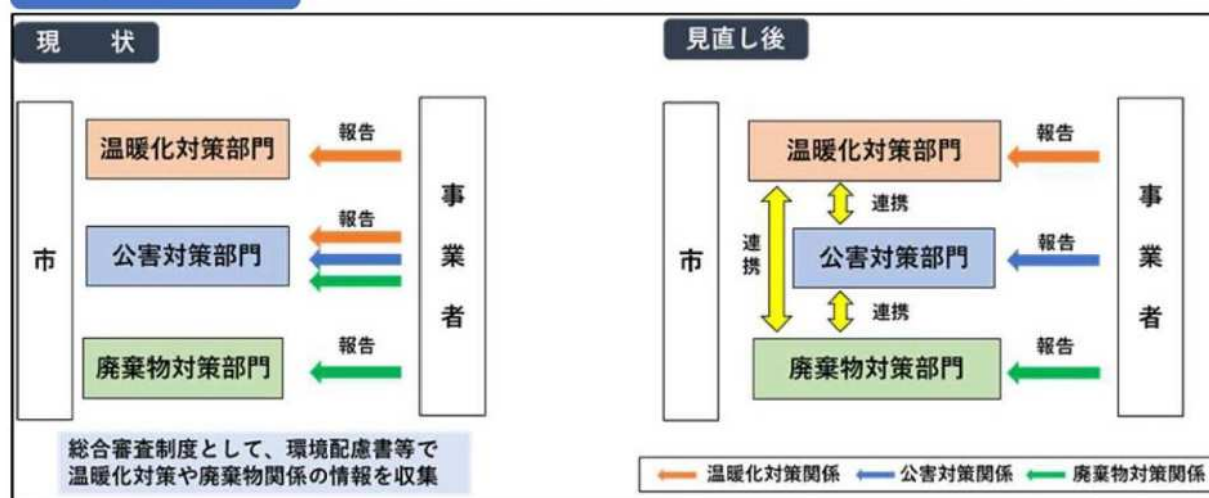 現　状
市
温暖化対策部門
報告
公害対策部門
報告
廃棄物対策部門
報告
事業者
総合審査制度として、環境配慮書等で
温暖化対策や廃棄物関係の情報を収集
見直し後
市
温暖化対策部門
報告
連携
連携
公害対策部門
報告
連携
廃棄物対策部門
報告
事業者
温暖化対策関係
公害対策関係
廃棄物対策関係